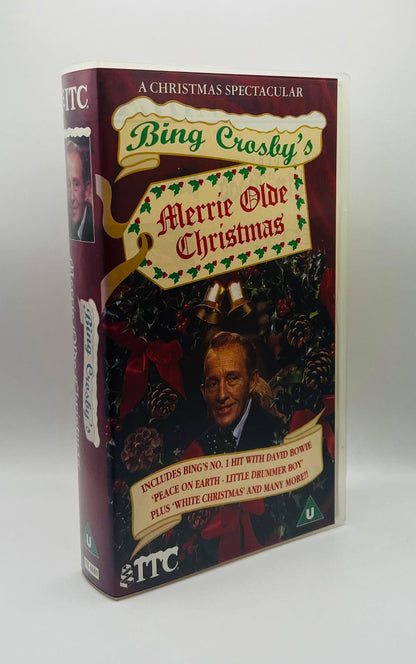 A CHRISTMAS SPECTACULAR
Bing Crosby's
Merrie Olde
Christmas
INCLUDES BING'S NO. 1 HIT WITH DAVID BOWIE
'PEACE ON EARTH - LITTLE DRUMMER BOY'
PLUS 'WHITE CHRISTMAS' AND MANY MORE!!
U
ITC
ITC
Bing Crosby's
Merrie Olde Christmas
U